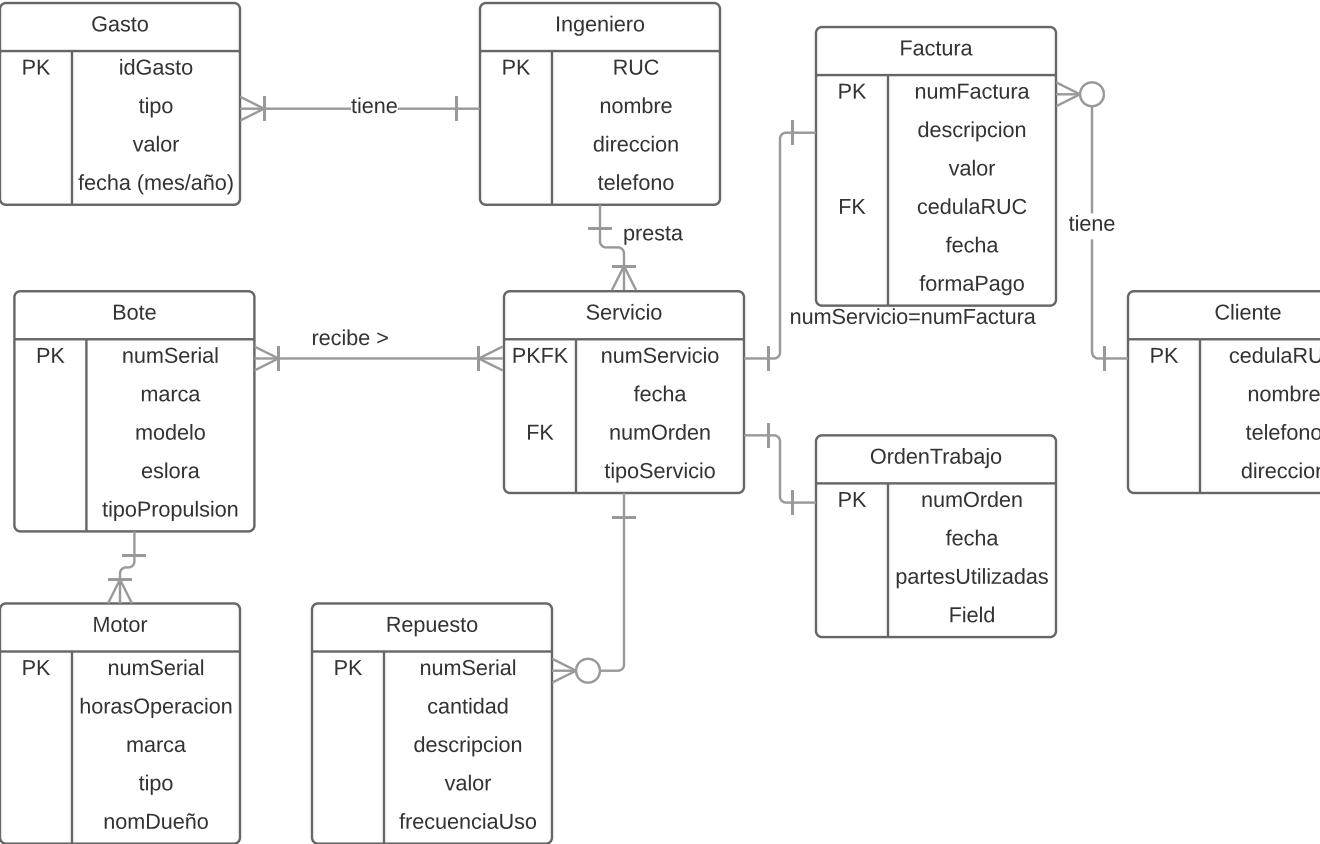 Gasto
PK idGasto
tipo
valor
fecha (mes/año)
tiene
Ingeniero
PK RUC
nombre
direccion
telefono
presta
Factura
PK numFactura
descripcion
valor
FK cedulaRUC
fecha
formaPago
tiene
numServicio=numFactura
Bote
PK numSerial
marca
modelo
eslora
tipoPropulsion
recibe >
Servicio
PKFK numServicio
fecha
FK numOrden
tipoServicio
Cliente
PK cedulaRU
nombre
telefono
direccion
OrdenTrabajo
PK numOrden
fecha
partesUtilizadas
Field
Motor
PK numSerial
horasOperacion
marca
tipo
nomDueño
Repuesto
PK numSerial
cantidad
descripcion
valor
frecuenciaUso